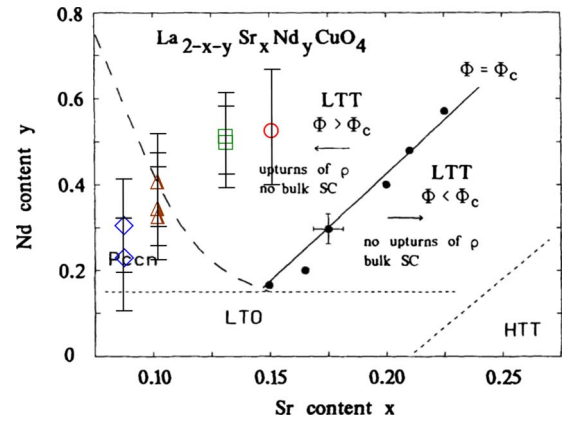 La2-x-y SrxNdyCuO4
0.8
0.6
0.4
0.2
0
Nd content y
Φ = Φc
LTT
Φ > Φc
upturns of ρ
no bulk SC
LTT
Φ < Φc
no upturns of ρ
bulk SC
Pccn
LTO
HTT
0.10
0.15
0.20
0.25
Sr content x